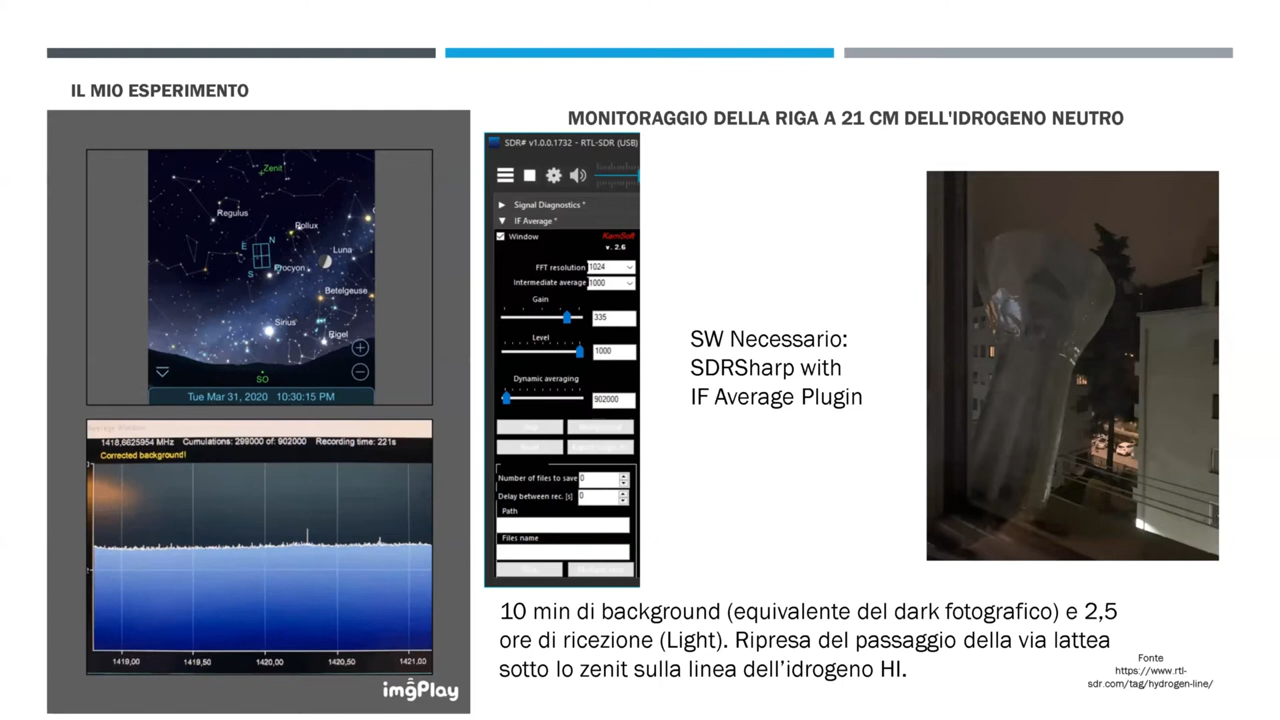 IL MIO ESPERIMENTO
MONITORAGGIO DELLA RIGA A 21 CM DELL'IDROGENO NEUTRO
Zenit
Regulus
Pollux
N
E
Luna
Procyon
S
Betelgeuse
Sirius
Rigel
SO
Tue Mar 31, 2020 10:30:15 PM
1418,6625954 MHz Cumulations: 299000 of: 902000 Recording time: 221s
Corrected background!
1419,00 1419,50 1420,00 1420,50 1421,00
imgPlay
SDR# v1.0.0.1732 - RTL-SDR (USB)
Signal Diagnostics *
IF Average *
Window
KamSoft
v. 2.6
FFT resolution 1024
Intermediate average 1000
Gain
335
Level
1000
Dynamic averaging
902000
Number of files to save 0
Delay between rec. [s] 0
Path
Files name
SW Necessario:
SDRSharp with
IF Average Plugin
10 min di background (equivalente del dark fotografico) e 2,5
ore di ricezione (Light). Ripresa del passaggio della via lattea
sotto lo zenit sulla linea dell’idrogeno HI.
Fonte
https://www.rtl-
sdr.com/tag/hydrogen-line/